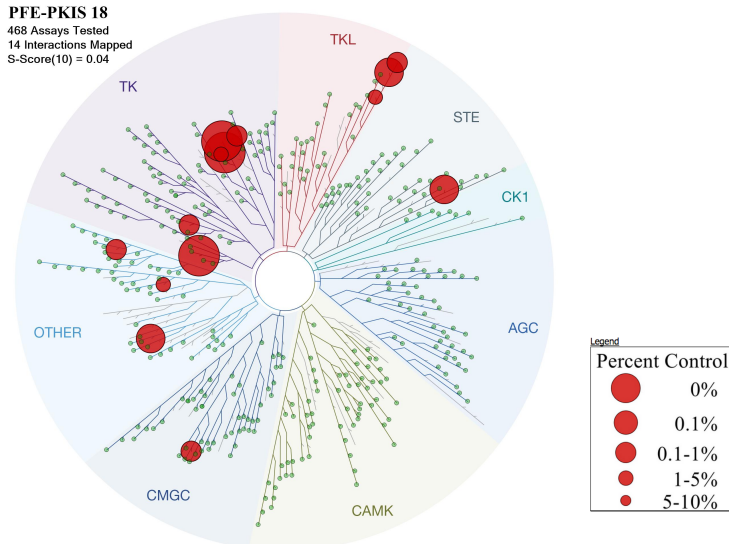 PFE-PKIS 18
468 Assays Tested
14 Interactions Mapped
S-Score(10) = 0.04
TKL
TK
STE
CK1
AGC
OTHER
CMGC
CAMK
Legend
Percent Control
0%
0.1%
0.1-1%
1-5%
5-10%